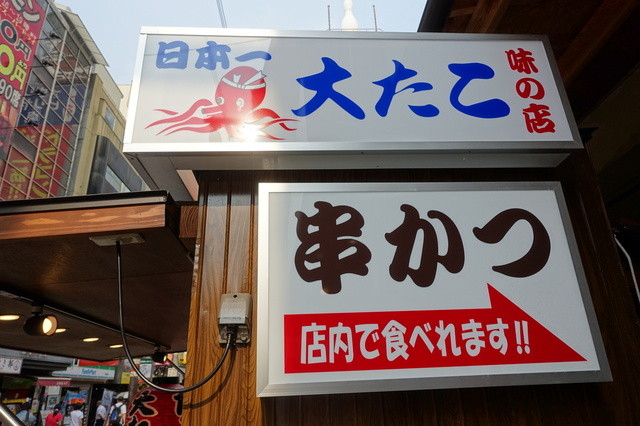 日本一
大たこ
味の店
串かつ
店内で食べれます!!
FamilyMart